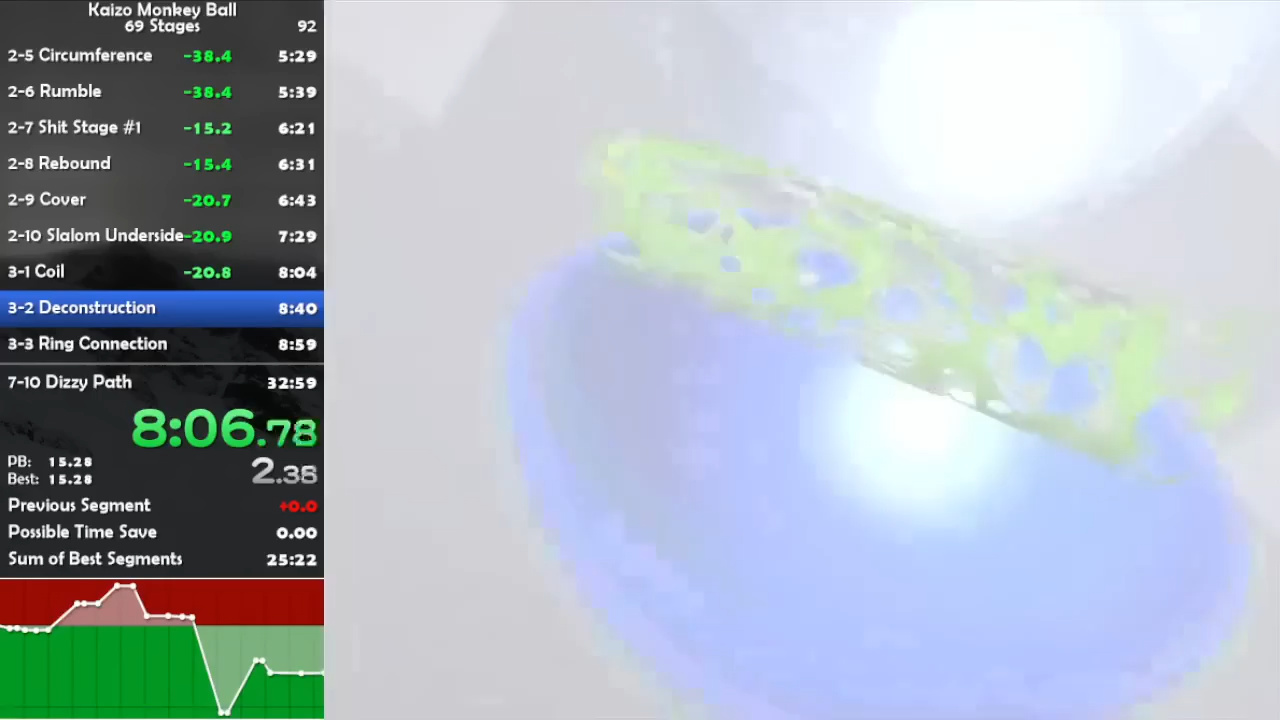 Kaizo Monkey Ball
69 Stages 92
2-5 Circumference -38.4 5:29
2-6 Rumble -38.4 5:39
2-7 Shit Stage #1 -15.2 6:21
2-8 Rebound -15.4 6:31
2-9 Cover -20.7 6:43
2-10 Slalom Underside -20.9 7:29
3-1 Coil -20.8 8:04
3-2 Deconstruction 8:40
3-3 Ring Connection 8:59
7-10 Dizzy Path 32:59
8:06.78
PB: 15.28 2.38
Best: 15.28
Previous Segment +0.0
Possible Time Save 0.00
Sum of Best Segments 25:22